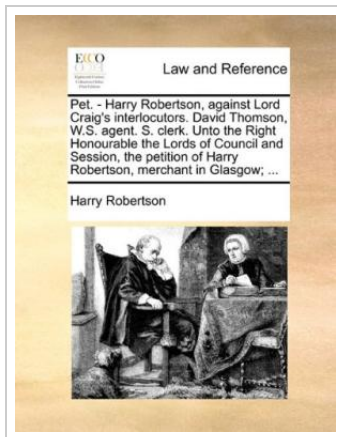 ECCO
Law and Reference
Pet. - Harry Robertson, against Lord
Craig's interlocutors. David Thomson,
W.S. agent. S. clerk. Unto the Right
Honourable the Lords of Council and
Session, the petition of Harry
Robertson, merchant in Glasgow; ...
Harry Robertson